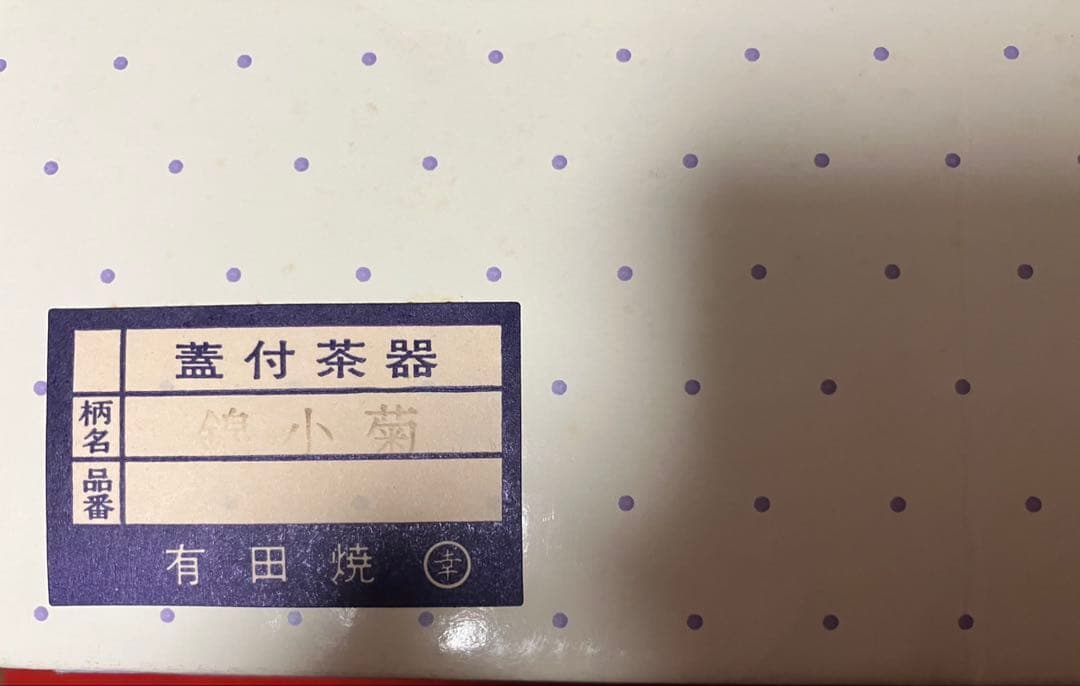 蓋付茶器
柄名 錦小菊
品番
有田焼 幸